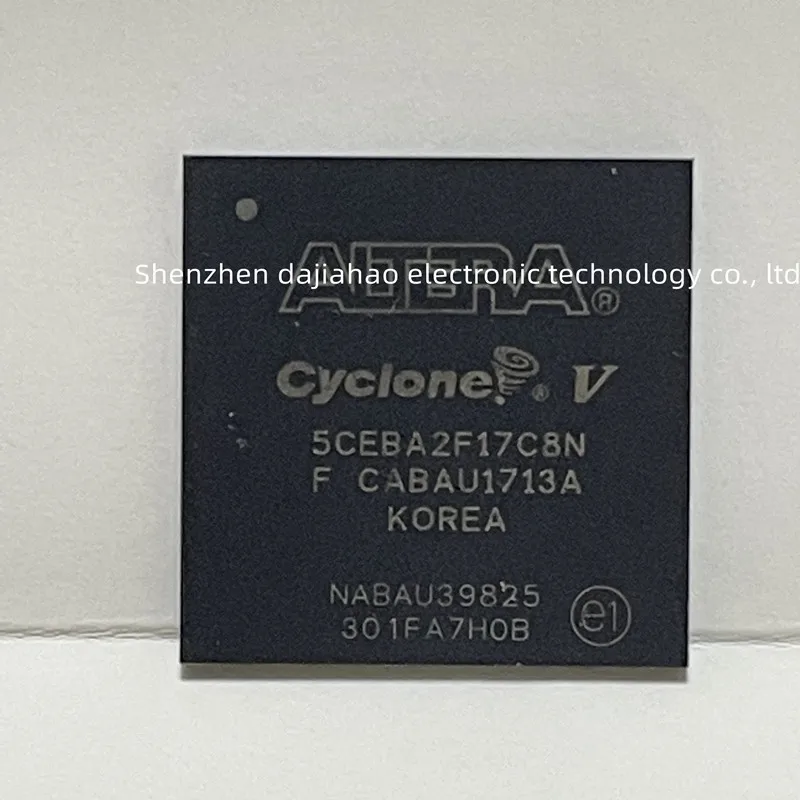 ALTERA®
Shenzhen dajiahao electronic technology co., ltd
Cyclone® V
5CEBA2F17C8N
F CABAU1713A
KOREA
NABAU39825
301FA7H0B
e1